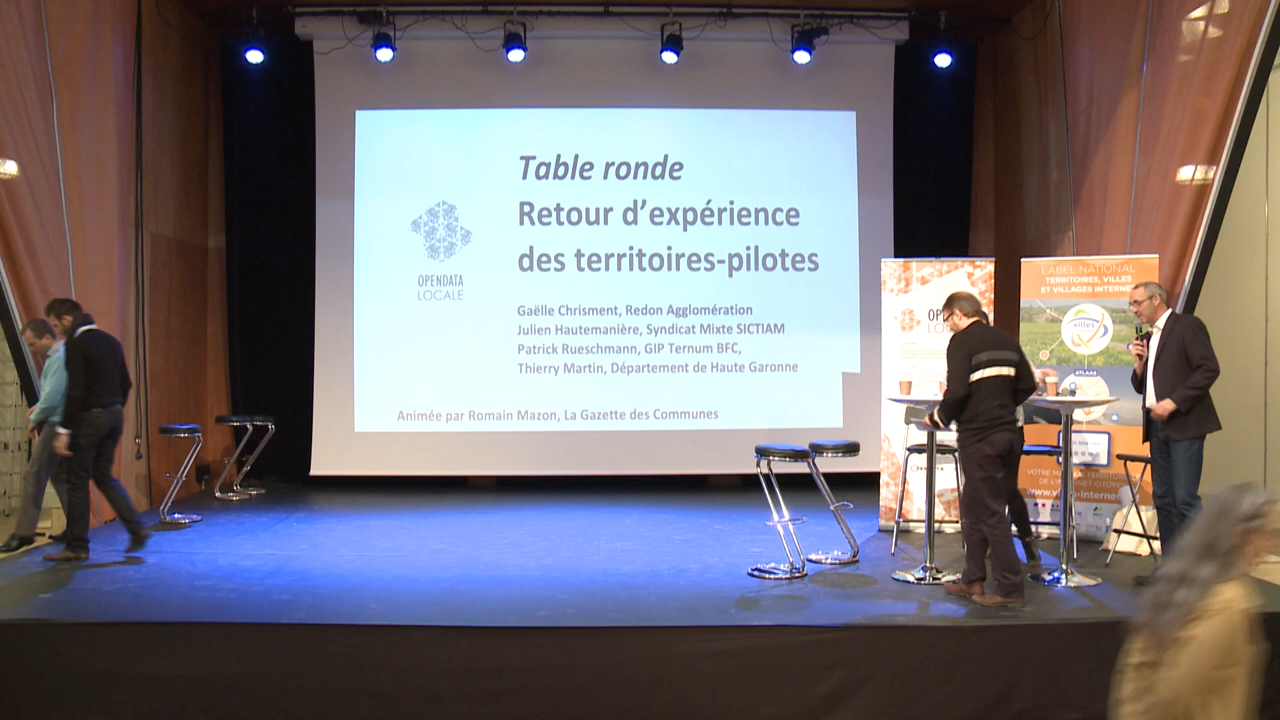 Table ronde
Retour d'expérience
des territoires-pilotes
OPENDATA
LOCALE
Gaëlle Chrisment, Redon Agglomération
Julien Hautemanière, Syndicat Mixte SICTIAM
Patrick Rueschmann, GIP Ternum BFC,
Thierry Martin, Département de Haute Garonne
Animée par Romain Mazon, La Gazette des Communes
LABEL NATIONAL
TERRITOIRES, VILLES
ET VILLAGES INTERNE
villes
ATLAAS